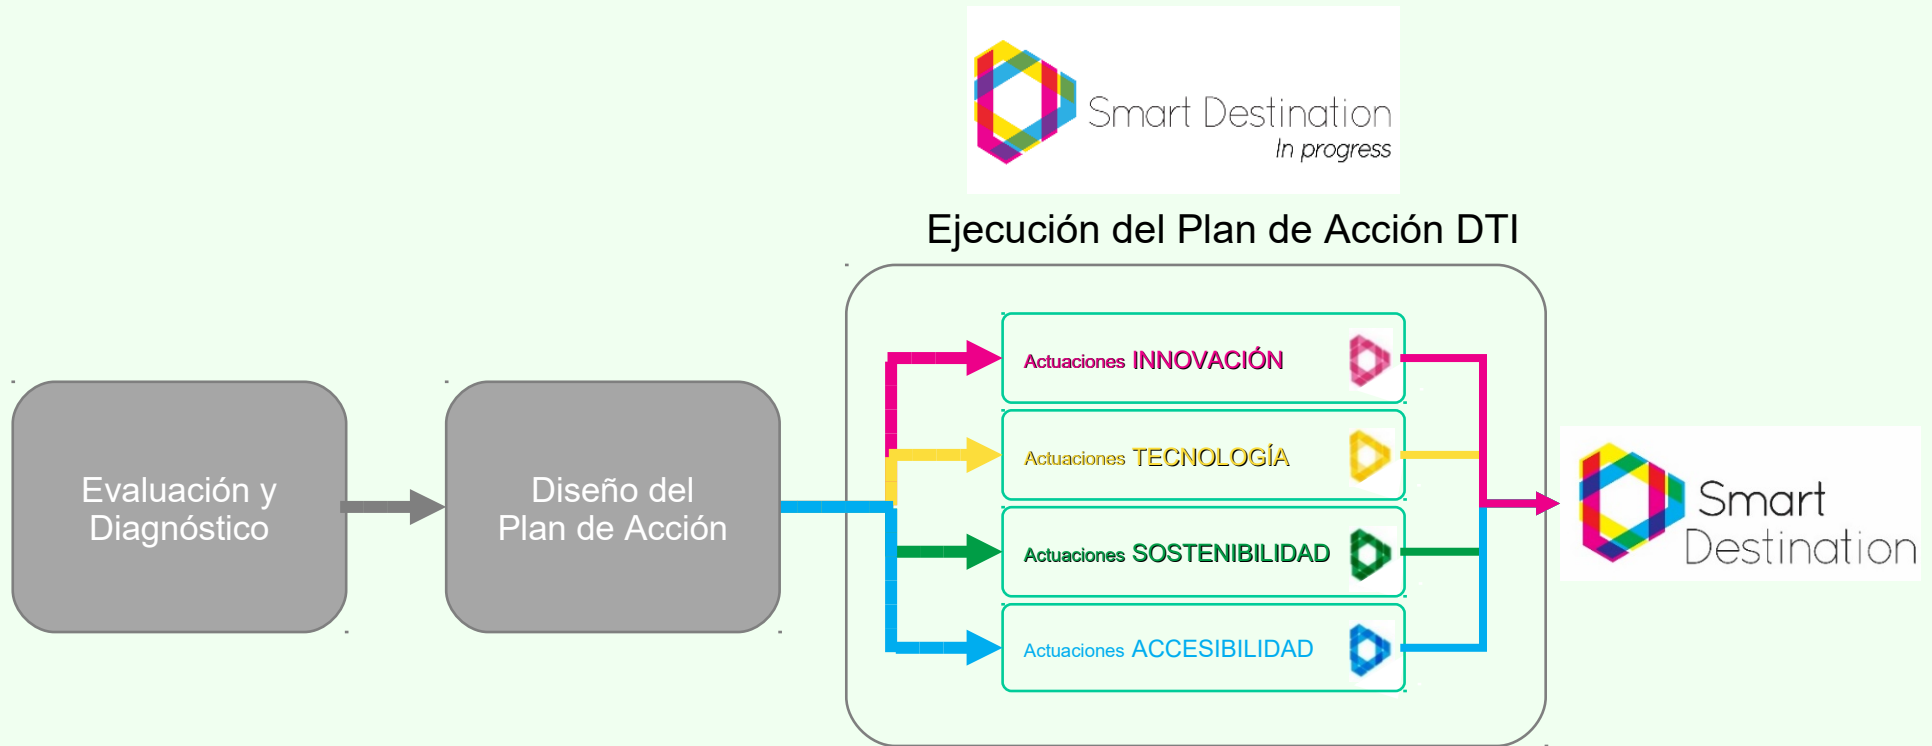 Smart Destination
In progress
Ejecución del Plan de Acción DTI
Evaluación y
Diagnóstico
Diseño del
Plan de Acción
Actuaciones INNOVACIÓN
Actuaciones TECNOLOGÍA
Actuaciones SOSTENIBILIDAD
Actuaciones ACCESIBILIDAD
Smart
Destination